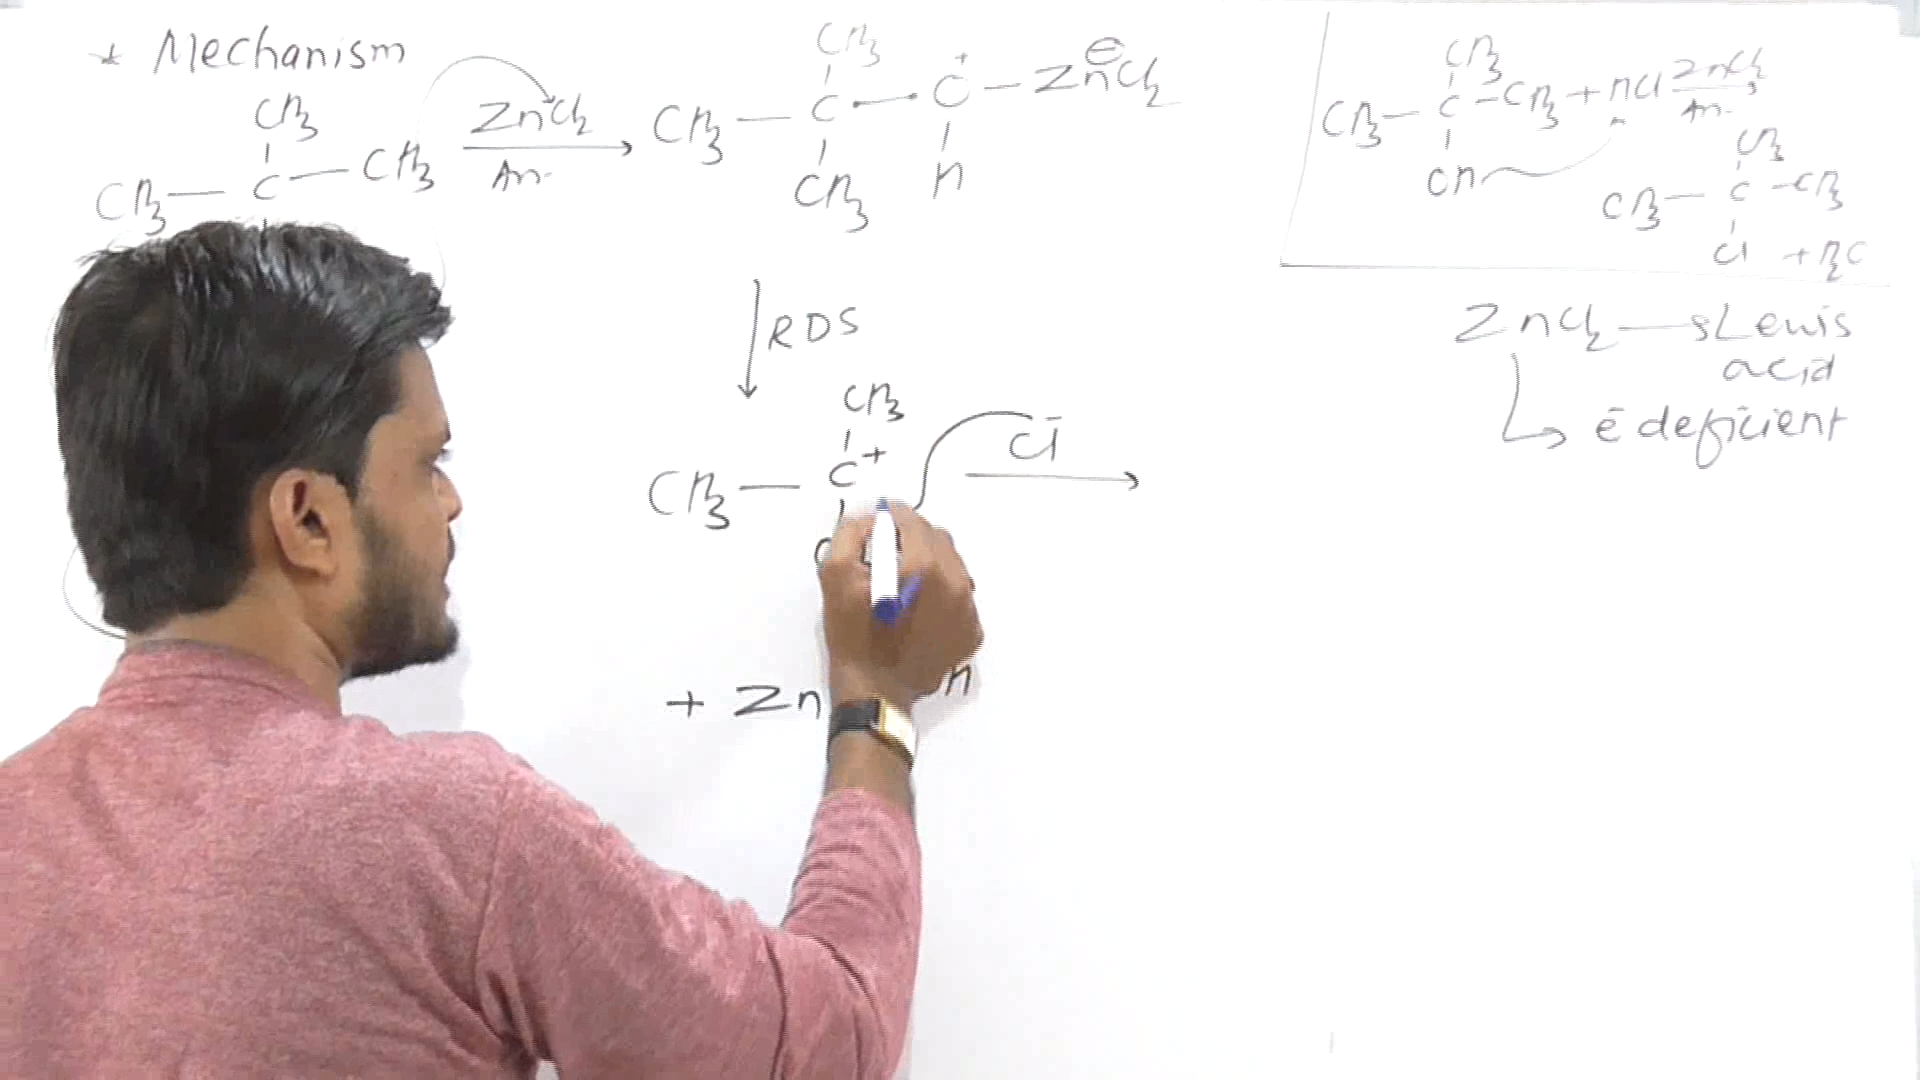 * Mechanism
CH3
CH3 — C — CH3
ZnCl2
An.
CH3
CH3 — C — C+ — ZnCl2 ⊖
CH3 H
RDS
CH3
CH3 — C+
Cl-
+ Zn
H
CH3
CH3 — C – CH3 + HCl ZnCl2
An.
OH
CH3
CH3 — C – CH3
Cl + H2O
ZnCl2 → Lewis
acid
→ ē deficient